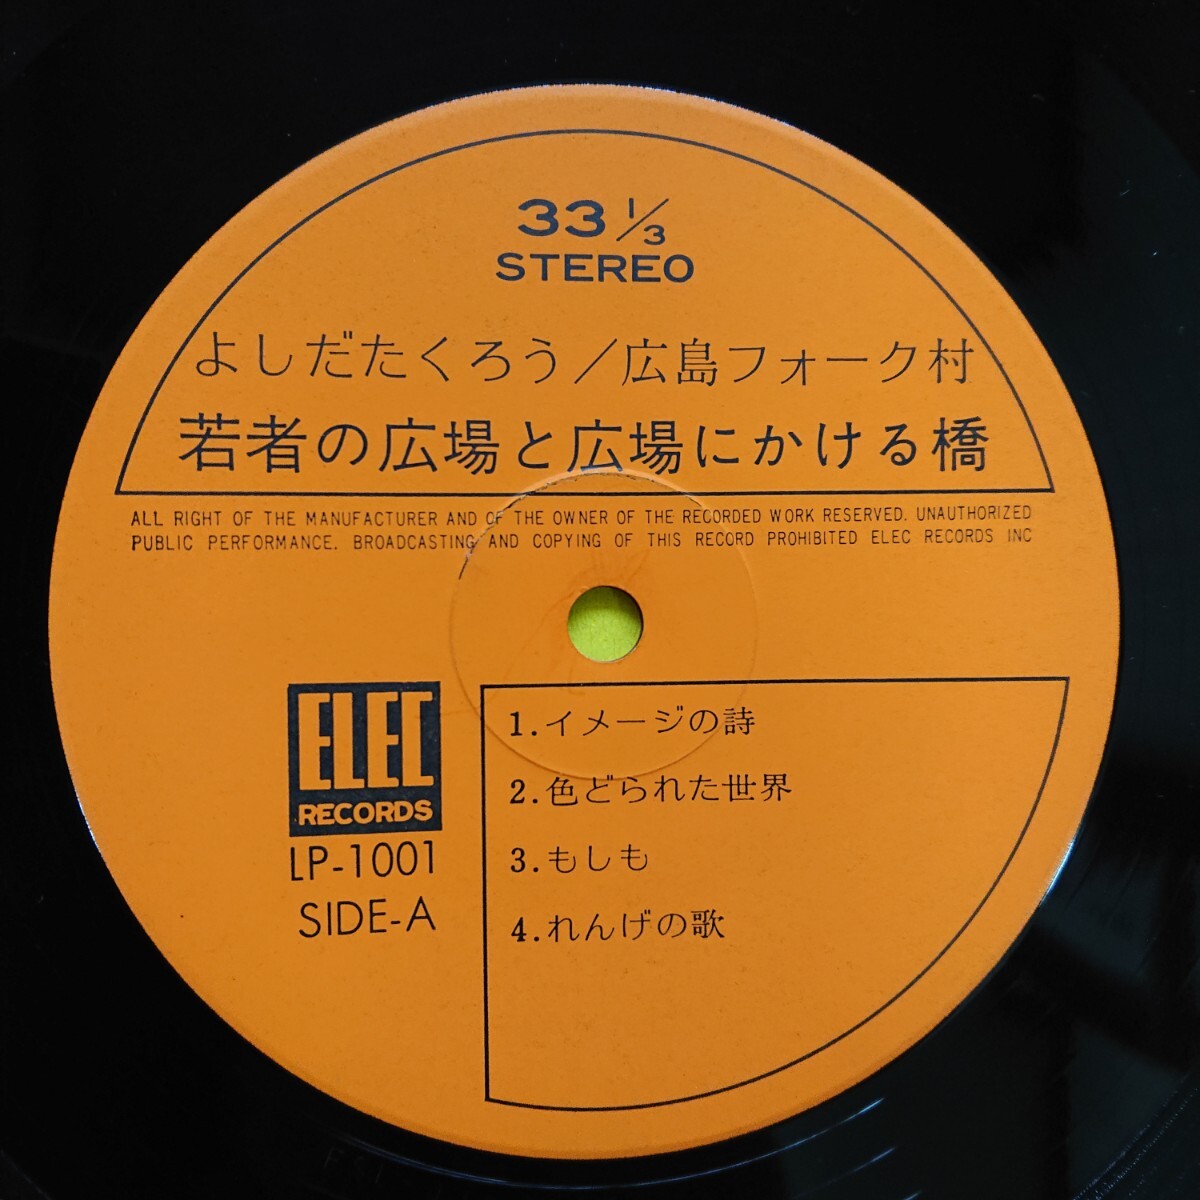 33 1/3
STEREO
よしだたくろう/広島フォーク村
若者の広場と広場にかける橋
ALL RIGHT OF THE MANUFACTURER AND OF THE OWNER OF THE RECORDED WORK RESERVED. UNAUTHORIZED
PUBLIC PERFORMANCE. BROADCASTING AND COPYING OF THIS RECORD PROHIBITED ELEC RECORDS INC
ELEC
RECORDS
LP-1001
SIDE-A
1.イメージの詩
2.色どられた世界
3.もしも
4.れんげの歌